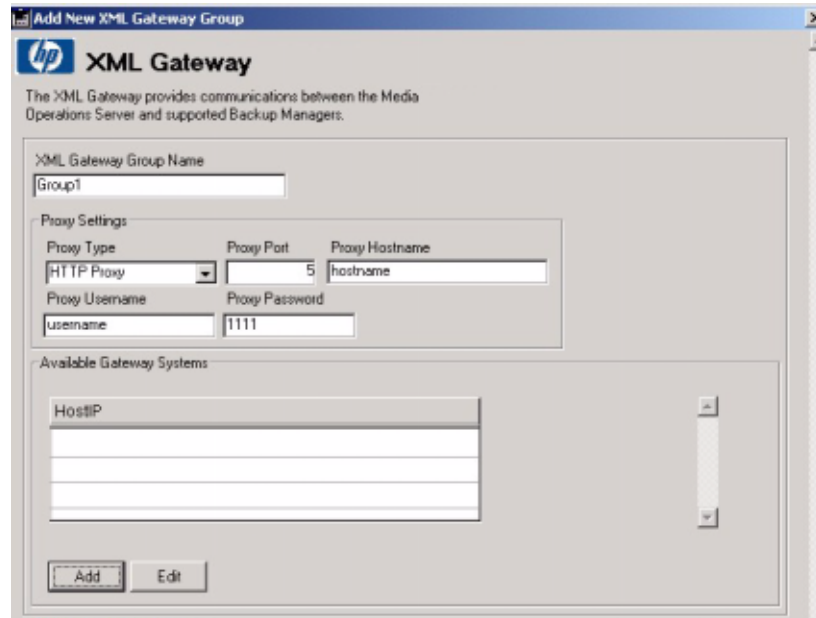 Add New XML Gateway Group
hp XML Gateway
The XML Gateway provides communications between the Media
Operations Server and supported Backup Managers.
XML Gateway Group Name
Group1
Proxy Settings
Proxy Type Proxy Port Proxy Hostname
HTTP Proxy 5 hostname
Proxy Username Proxy Password
username 1111
Available Gateway Systems
HostIP
Add Edit